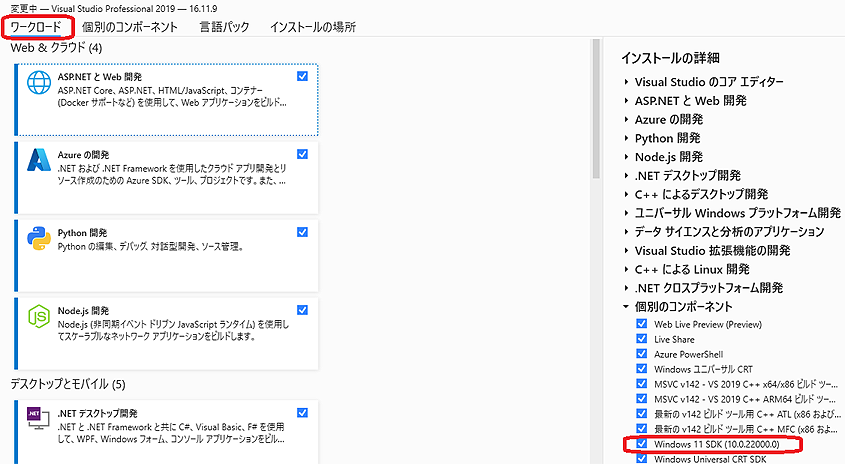 変更中 — Visual Studio Professional 2019 — 16.11.9
ワークロード 個別のコンポーネント 言語パック インストールの場所
Web & クラウド (4)
ASP.NET と Web 開発
ASP.NET Core、ASP.NET、HTML/JavaScript、コンテナー
(Docker サポートなど) を使用して、Web アプリケーションをビルド...
Azure の開発
.NET および .NET Framework を使用したクラウド アプリ開発とリ
ソース作成のための Azure SDK、ツール、プロジェクトです。また、...
Python 開発
Python の編集、デバッグ、対話型開発、ソース管理。
Node.js 開発
Node.js (非同期イベント ドリブン JavaScript ランタイム) を使用し
てスケーラブルなネットワーク アプリケーションをビルドします。
デスクトップとモバイル (5)
.NET デスクトップ開発
.NET と .NET Framework と共に C#、Visual Basic、F# を使用
して、WPF、Windows フォーム、コンソール アプリケーションをビルド...
インストールの詳細
Visual Studio のコア エディター
ASP.NET と Web 開発
Azure の開発
Python 開発
Node.js 開発
.NET デスクトップ開発
C++ によるデスクトップ開発
ユニバーサル Windows プラットフォーム開発
データ サイエンスと分析のアプリケーション
Visual Studio 拡張機能の開発
C++ による Linux 開発
.NET クロスプラットフォーム開発
個別のコンポーネント
Web Live Preview (Preview)
Live Share
Azure PowerShell
Windows ユニバーサル CRT
MSVC v142 - VS 2019 C++ x64/x86 ビルド ツー...
MSVC v142 - VS 2019 C++ ARM64 ビルド ツー...
最新の v142 ビルド ツール用 C++ ATL (x86 およ...
最新の v142 ビルド ツール用 C++ MFC (x86 およ...
Windows 11 SDK (10.0.22000.0)
Windows Universal CRT SDK